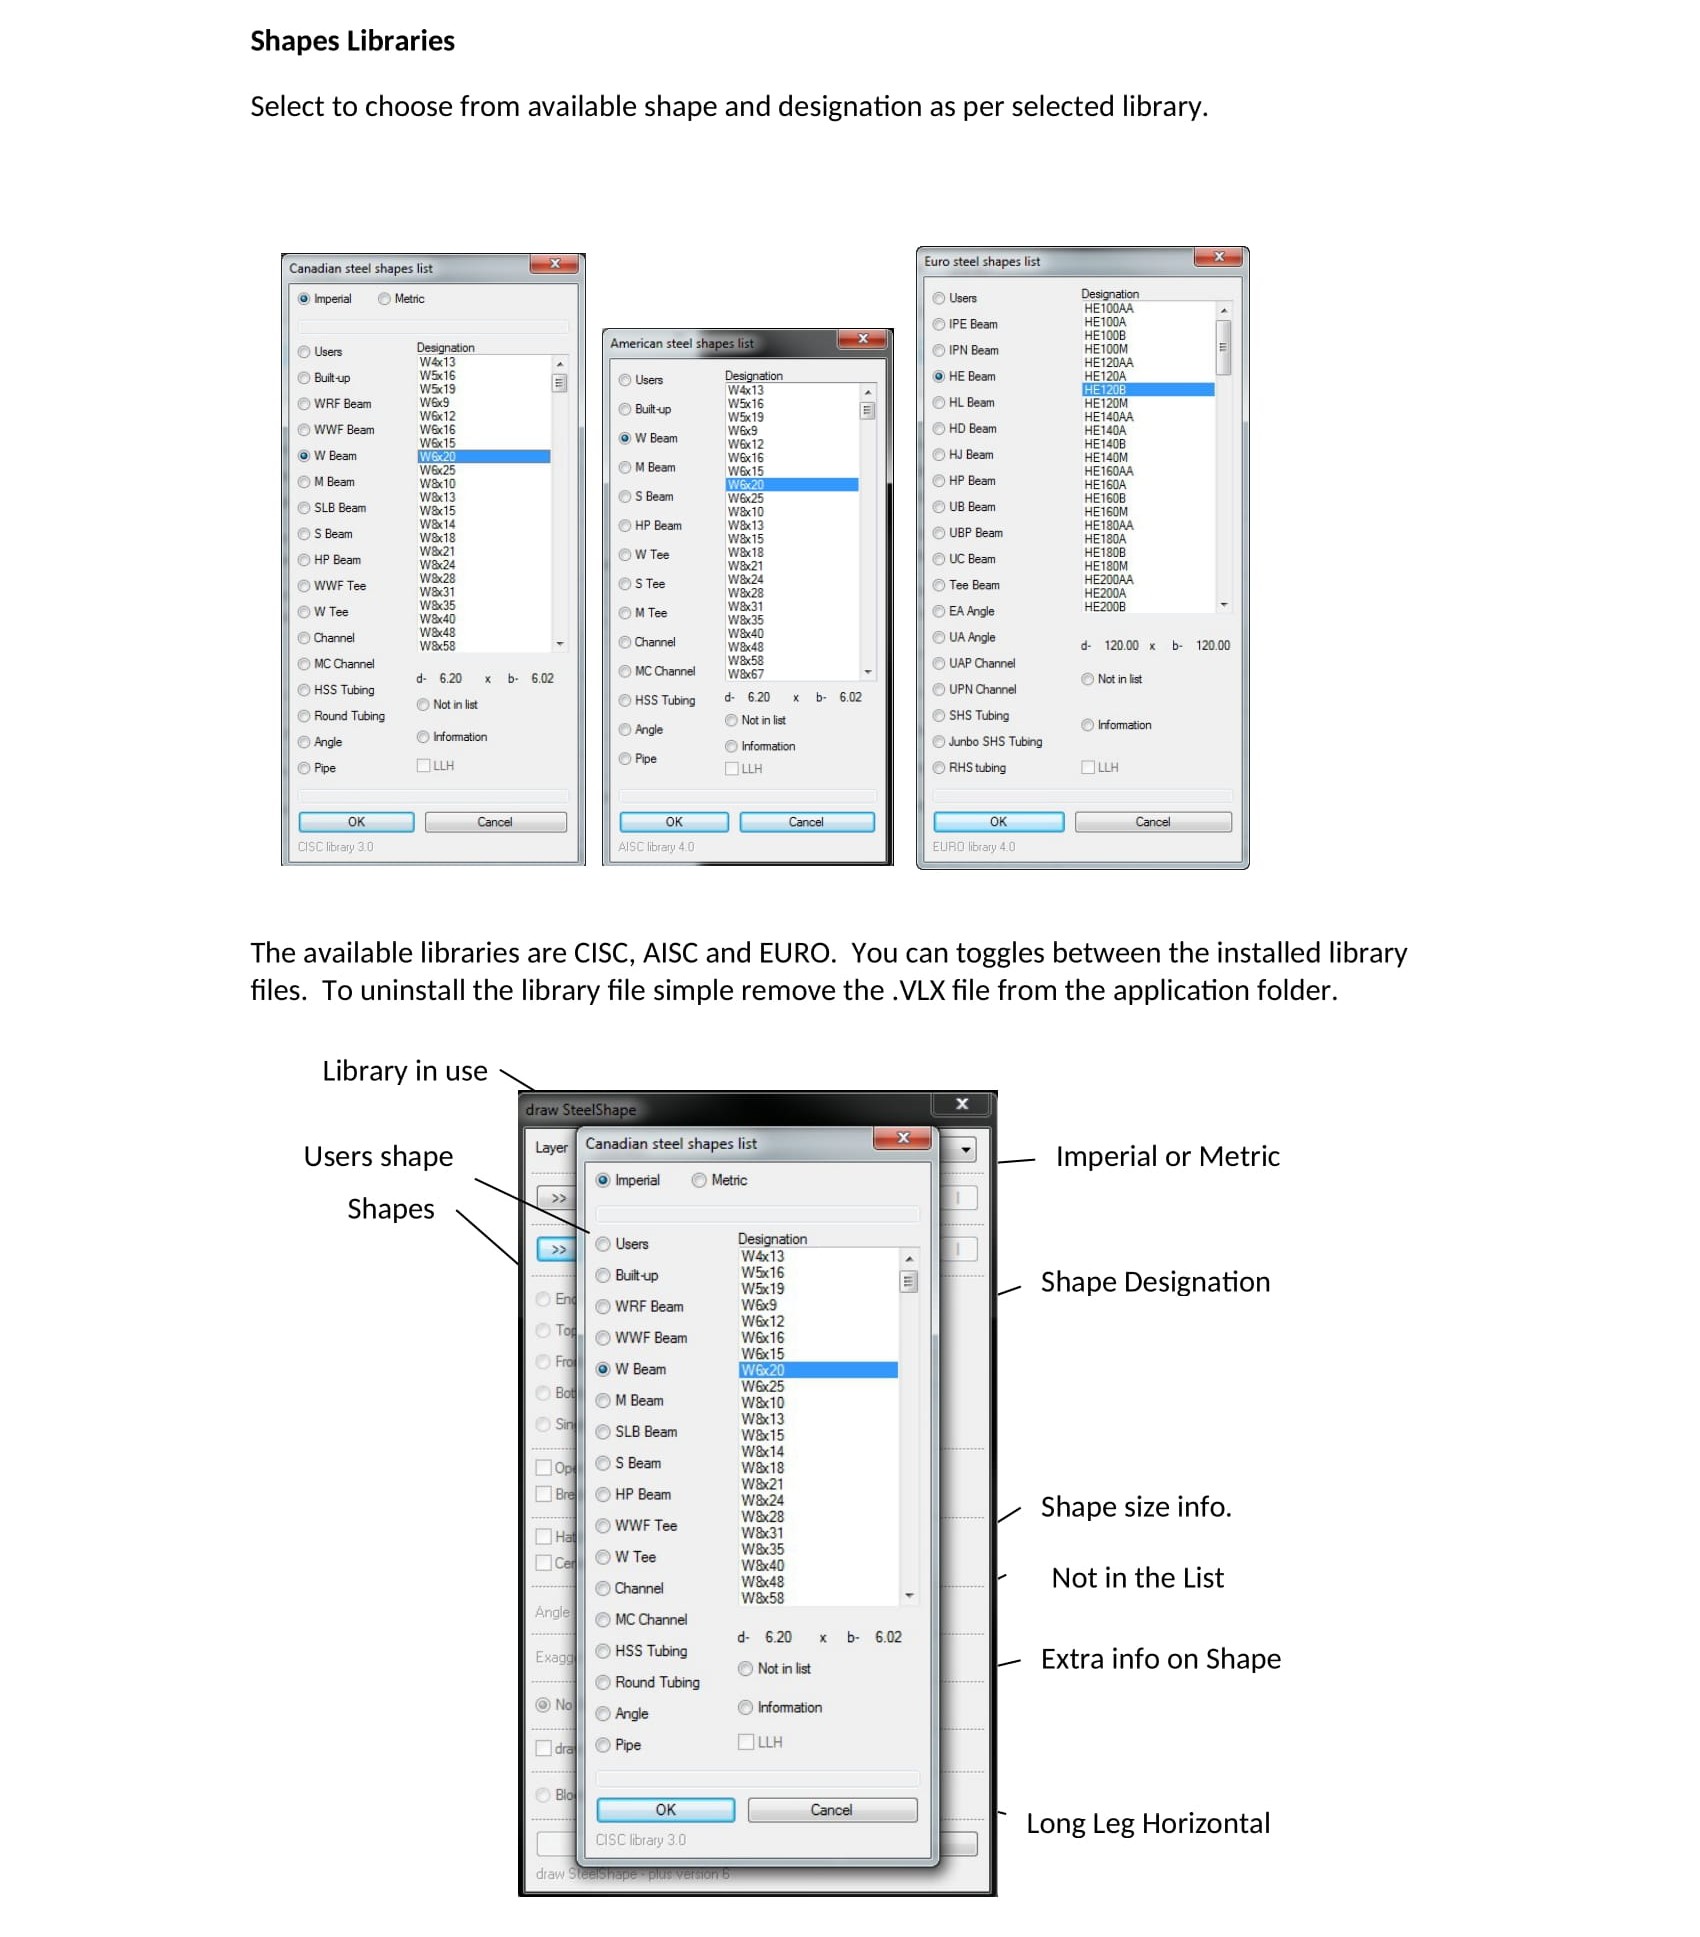 Shapes Libraries
Select to choose from available shape and designation as per selected library.
Canadian steel shapes list
Imperial Metric
Users
Built-up
WRF Beam
WWF Beam
W Beam
M Beam
SLB Beam
S Beam
HP Beam
WWF Tee
W Tee
Channel
MC Channel
HSS Tubing
Round Tubing
Angle
Pipe
Designation
W4x13
W5x16
W5x19
W6x9
W6x12
W6x16
W6x15
W6x20
W6x25
W8x10
W8x13
W8x15
W8x14
W8x18
W8x21
W8x24
W8x28
W8x31
W8x35
W8x40
W8x48
W8x58
d- 6.20 x b- 6.02
Not in list
Information
LLH
OK Cancel
CISC library 3.0
American steel shapes list
Users
Built-up
W Beam
M Beam
S Beam
HP Beam
W Tee
S Tee
M Tee
Channel
MC Channel
HSS Tubing
Angle
Pipe
Designation
W4x13
W5x16
W5x19
W6x9
W6x12
W6x16
W6x15
W6x20
W6x25
W8x10
W8x13
W8x15
W8x18
W8x21
W8x24
W8x28
W8x31
W8x35
W8x40
W8x48
W8x58
W8x67
d- 6.20 x b- 6.02
Not in list
Information
LLH
OK Cancel
AISC library 4.0
Euro steel shapes list
Users
IPE Beam
IPN Beam
HE Beam
HL Beam
HD Beam
HJ Beam
HP Beam
UB Beam
UBP Beam
UC Beam
Tee Beam
EA Angle
UA Angle
UAP Channel
UPN Channel
SHS Tubing
Junbo SHS Tubing
RHS tubing
Designation
HE100AA
HE100A
HE100B
HE100M
HE120AA
HE120A
HE120B
HE120M
HE140AA
HE140A
HE140B
HE140M
HE160AA
HE160A
HE160B
HE160M
HE180AA
HE180A
HE180B
HE180M
HE200AA
HE200A
HE200B
d- 120.00 x b- 120.00
Not in list
Information
LLH
OK Cancel
EURO library 4.0
The available libraries are CISC, AISC and EURO. You can toggles between the installed library
files. To uninstall the library file simple remove the .VLX file from the application folder.
Library in use
Users shape
Shapes
draw SteelShape
Layer
>>
>>
Angle
No
draw SteelShape - plus version 6
Canadian steel shapes list
Imperial Metric
Users
Built-up
WRF Beam
WWF Beam
W Beam
M Beam
SLB Beam
S Beam
HP Beam
WWF Tee
W Tee
Channel
MC Channel
HSS Tubing
Round Tubing
Angle
Pipe
Designation
W4x13
W5x16
W5x19
W6x9
W6x12
W6x16
W6x15
W6x20
W6x25
W8x10
W8x13
W8x15
W8x14
W8x18
W8x21
W8x24
W8x28
W8x31
W8x35
W8x40
W8x48
W8x58
d- 6.20 x b- 6.02
Not in list
Information
LLH
OK Cancel
CISC library 3.0
Imperial or Metric
Shape Designation
Shape size info.
Not in the List
Extra info on Shape
Long Leg Horizontal